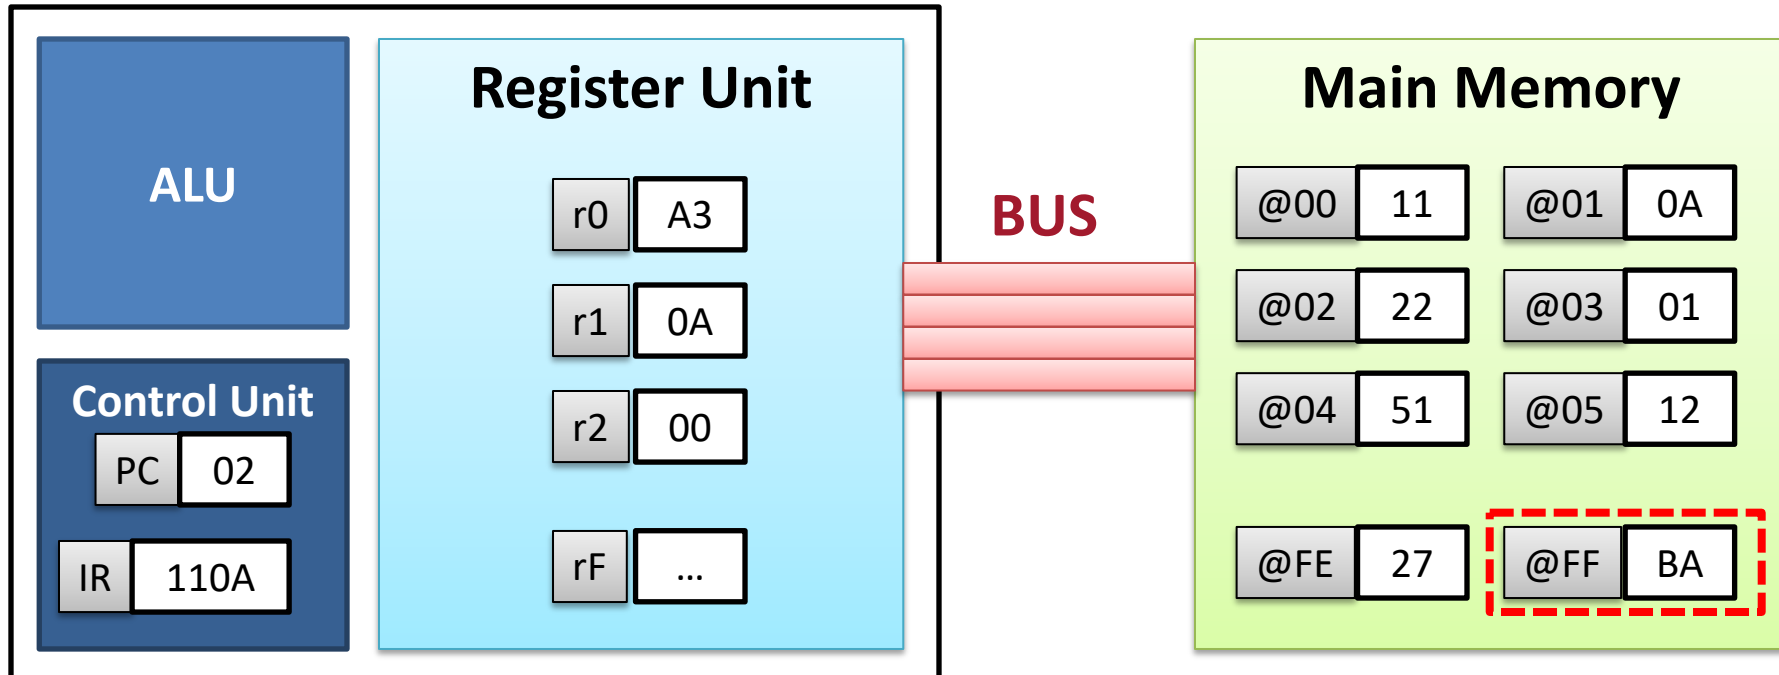 ALU
Control Unit
PC 02
IR 110A
Register Unit
r0 A3
r1 0A
r2 00
rF ...
BUS
Main Memory
@00 11 @01 0A
@02 22 @03 01
@04 51 @05 12
@FE 27 @FF BA